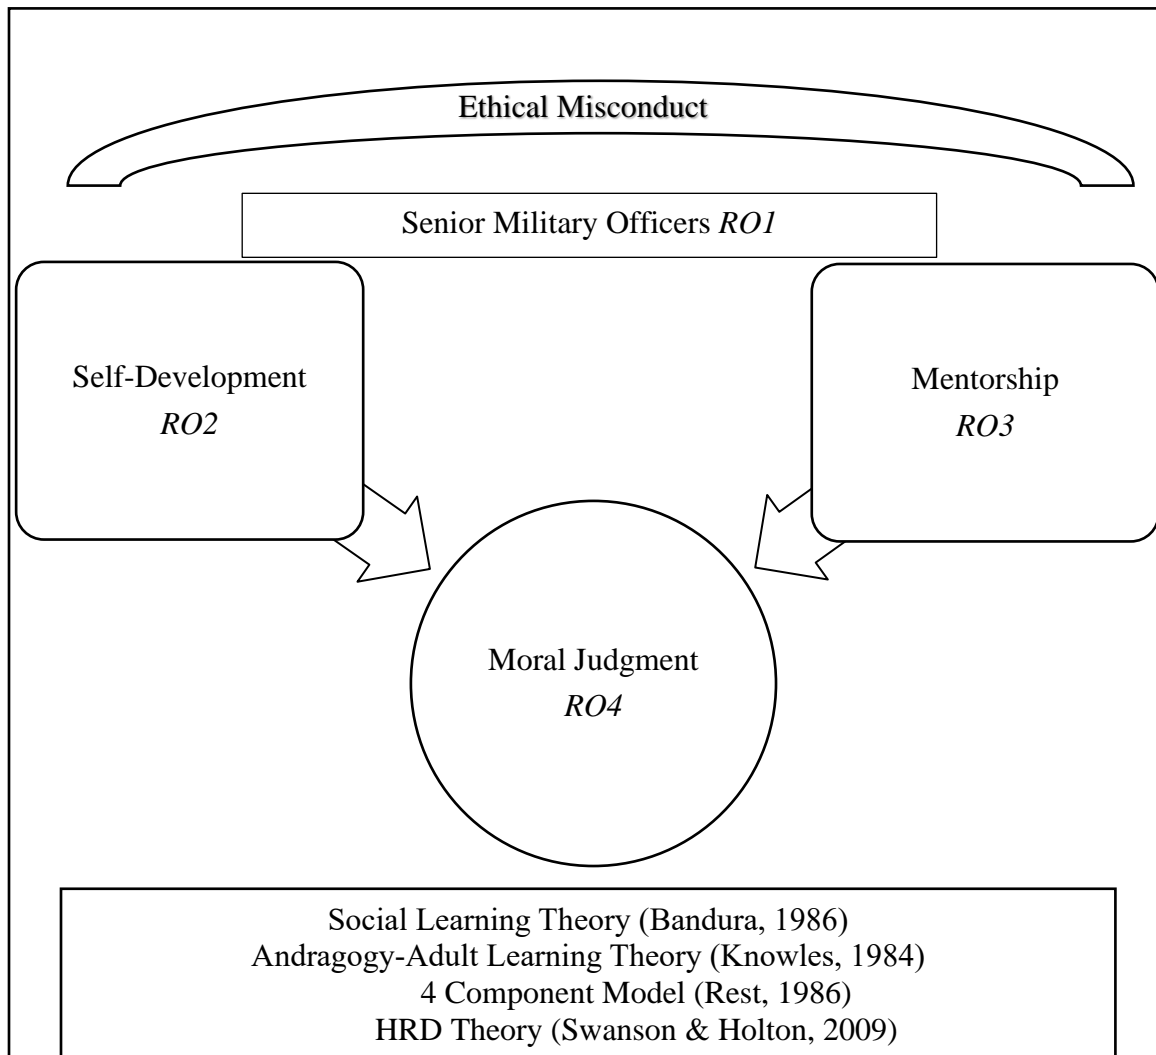 Ethical Misconduct
Senior Military Officers RO1
Self-Development
RO2
Mentorship
RO3
Moral Judgment
RO4
Social Learning Theory (Bandura, 1986)
Andragogy-Adult Learning Theory (Knowles, 1984)
4 Component Model (Rest, 1986)
HRD Theory (Swanson & Holton, 2009)